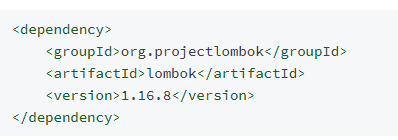 <dependency>
    <groupId>org.projectlombok</groupId>
    <artifactId>lombok</artifactId>
    <version>1.16.8</version>
</dependency>